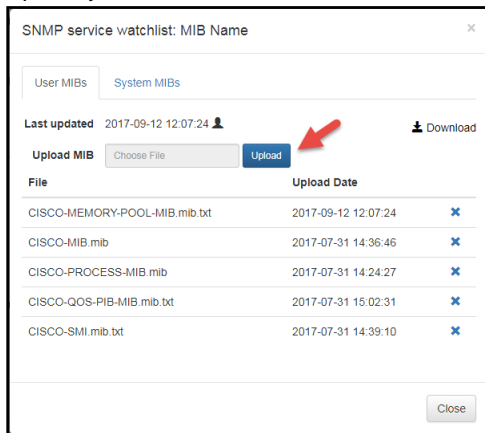 SNMP service watchlist: MIB Name ×
User MIBs System MIBs
Last updated 2017-09-12 12:07:24 Download
Upload MIB Choose File Upload
File Upload Date
CISCO-MEMORY-POOL-MIB.mib.txt 2017-09-12 12:07:24
CISCO-MIB.mib 2017-07-31 14:36:46
CISCO-PROCESS-MIB.mib 2017-07-31 14:24:27
CISCO-QOS-PIB-MIB.mib.txt 2017-07-31 15:02:31
CISCO-SMI.mib.txt 2017-07-31 14:39:10
Close